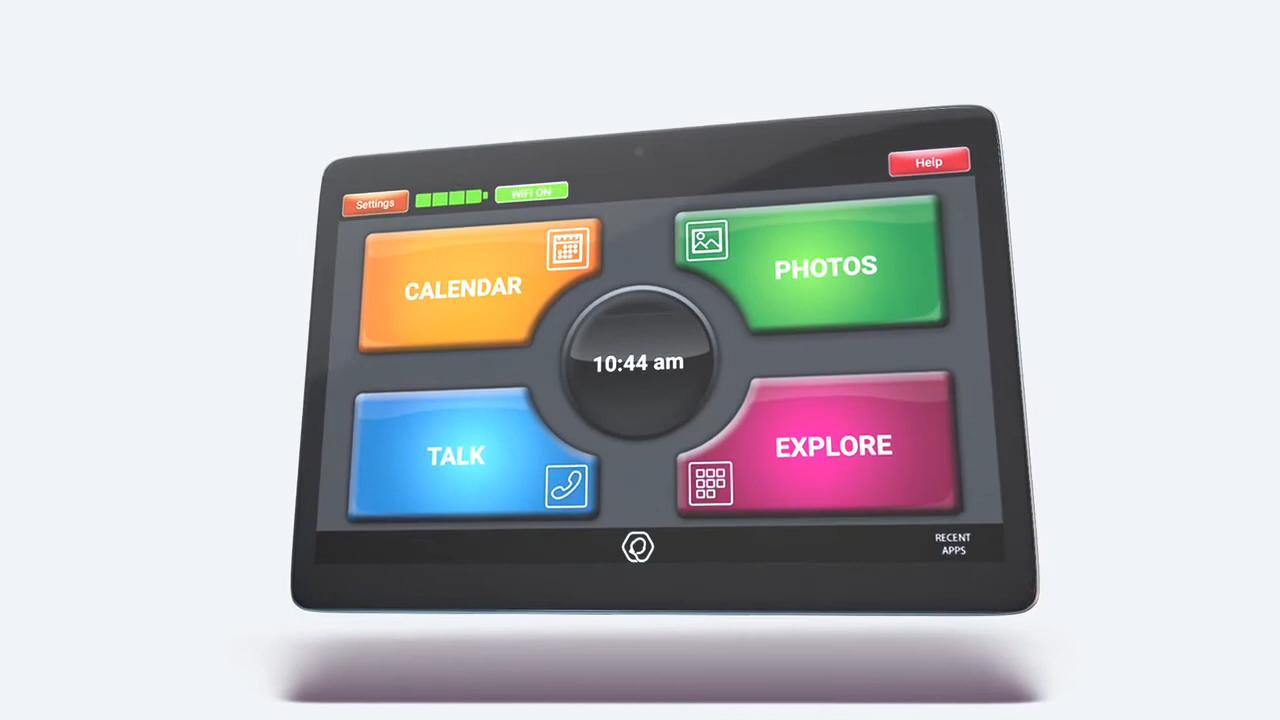 Settings
WiFi ON
Help
CALENDAR
PHOTOS
10:44 am
TALK
EXPLORE
RECENT
APPS